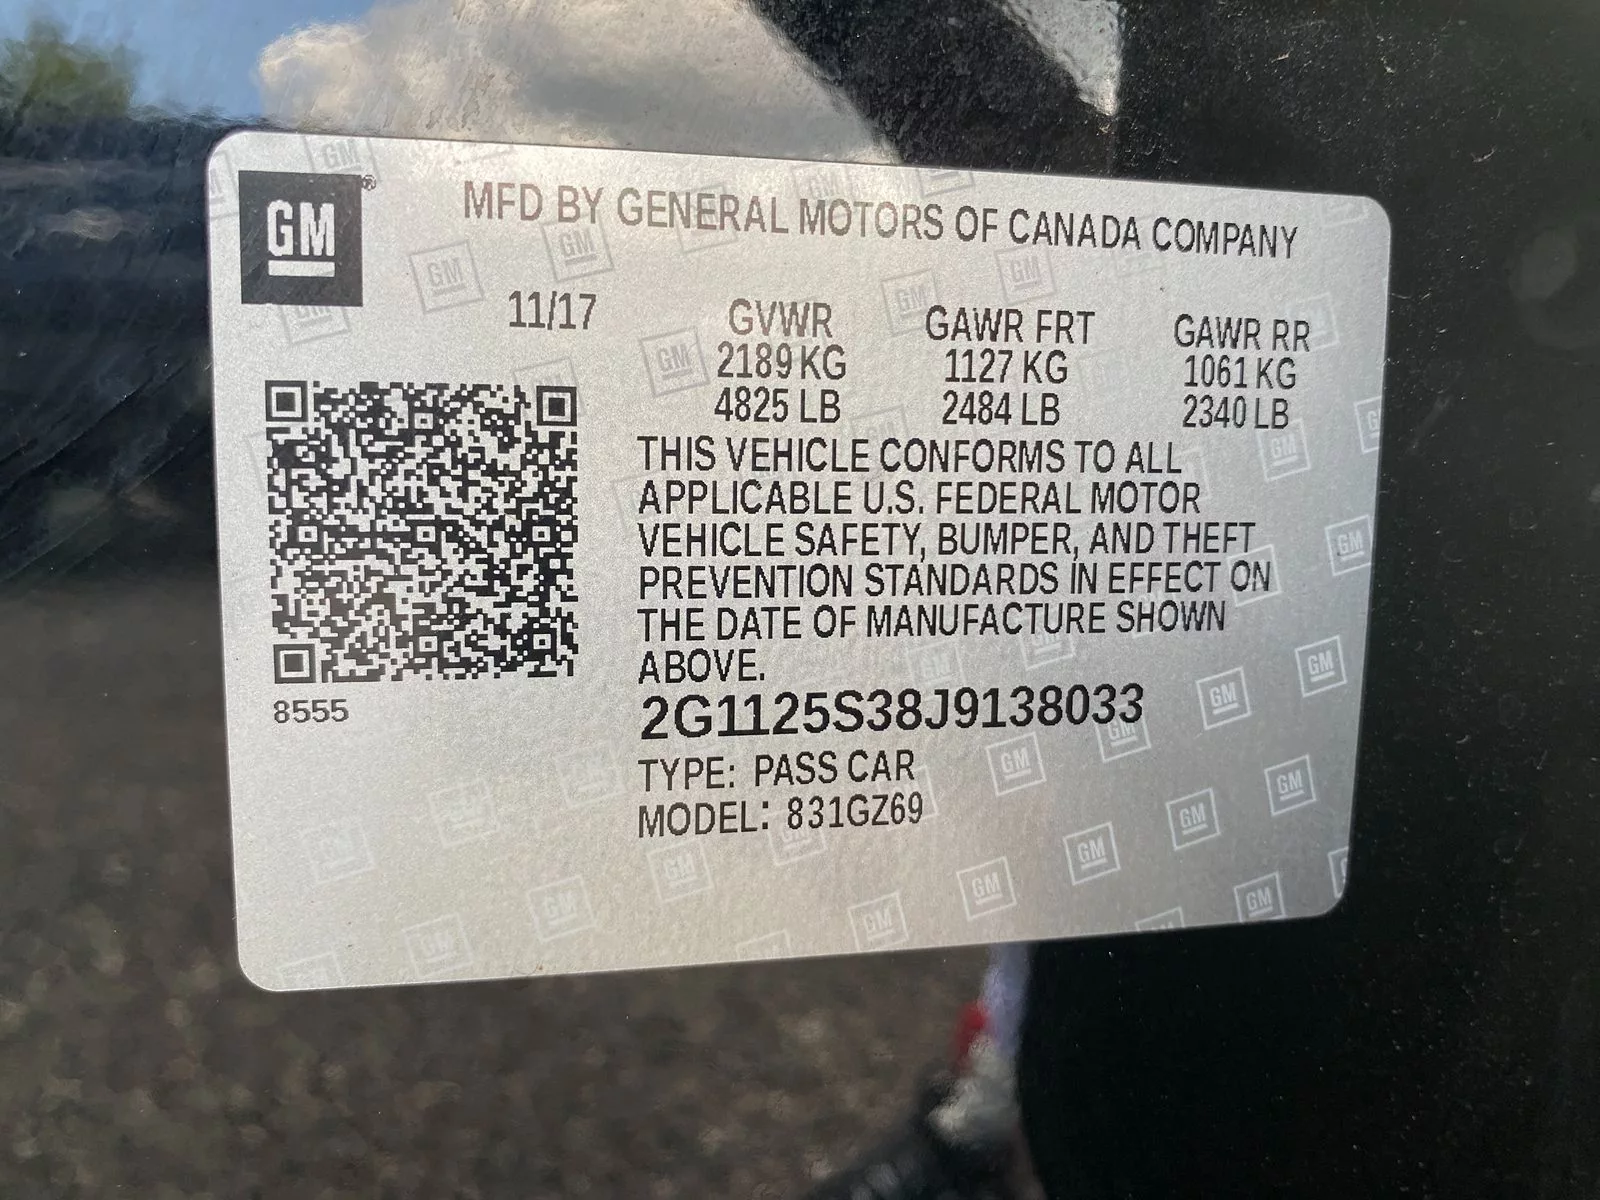 GM
MFD BY GENERAL MOTORS OF CANADA COMPANY
11/17
GVWR GAWR FRT GAWR RR
2189 KG 1127 KG 1061 KG
4825 LB 2484 LB 2340 LB
THIS VEHICLE CONFORMS TO ALL
APPLICABLE U.S. FEDERAL MOTOR
VEHICLE SAFETY, BUMPER, AND THEFT
PREVENTION STANDARDS IN EFFECT ON
THE DATE OF MANUFACTURE SHOWN
ABOVE.
8555
2G1125S38J9138033
TYPE: PASS CAR
MODEL: 831GZ69